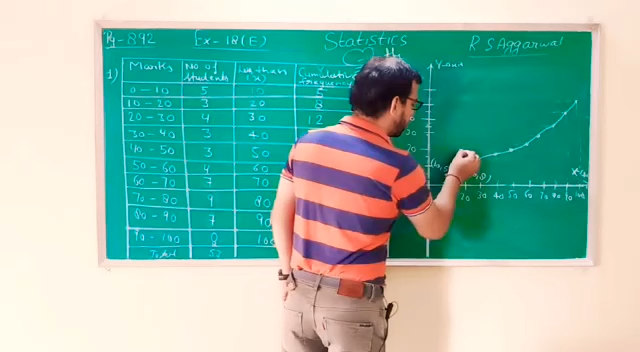 Pg-892 Ex-18(E) Statistics R S Aggarwal
Y-axis
1) Marks No of Students Less than (x) Cumulative frequency
0-10 5 10 5
10-20 3 20 8
20-30 4 30 12
30-40 3 40
40-50 3 50
50-60 4 60
60-70 7 70
70-80 9 80
80-90 7 90
90-100 8 100
Total 53
20 30 40 50 60 70 80 90 100